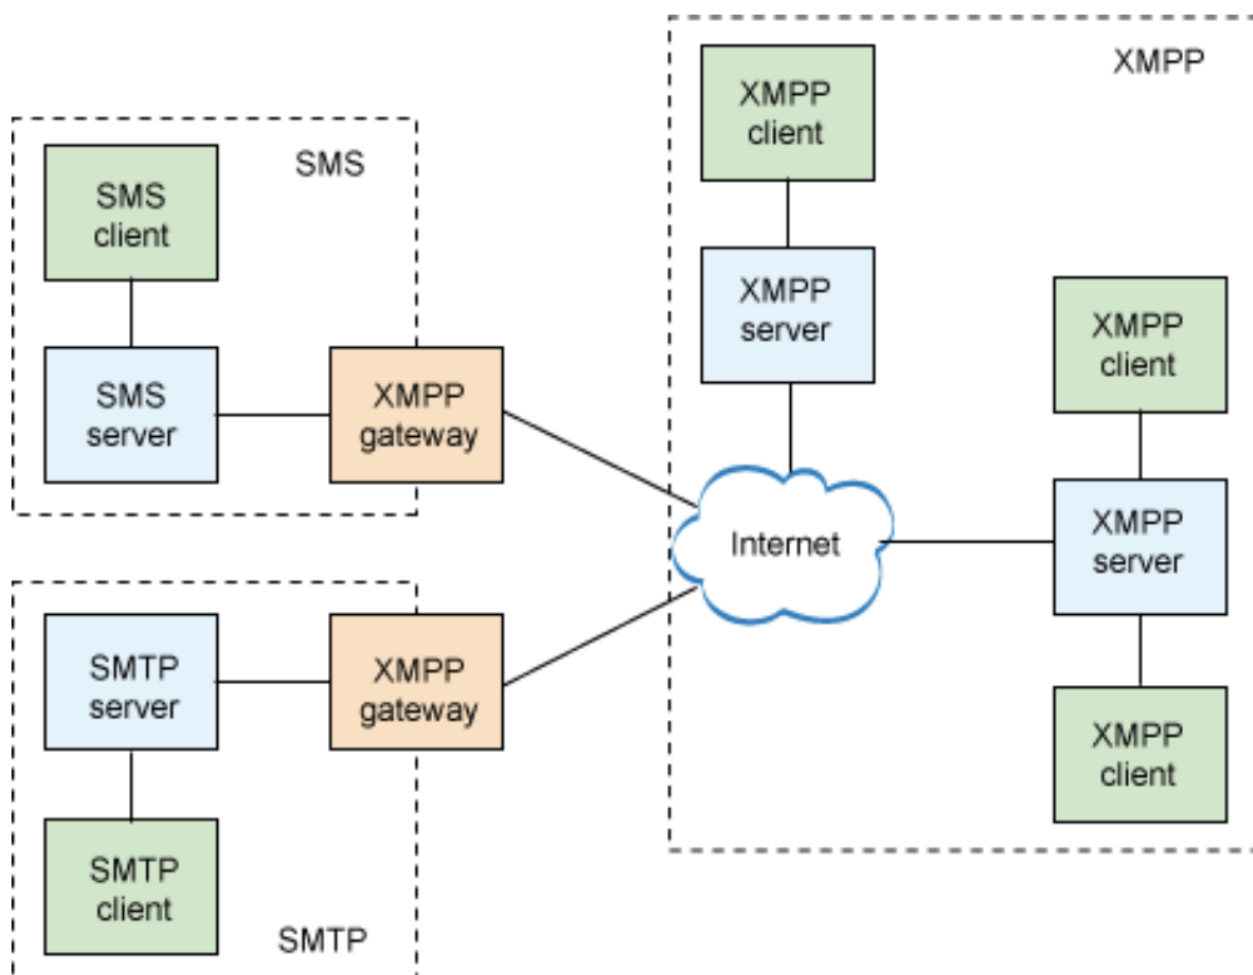 XMPP
XMPP
client
SMS
SMS
client
XMPP
server
XMPP
client
SMS
server
XMPP
gateway
Internet
XMPP
server
SMTP
server
XMPP
gateway
XMPP
client
SMTP
client
SMTP